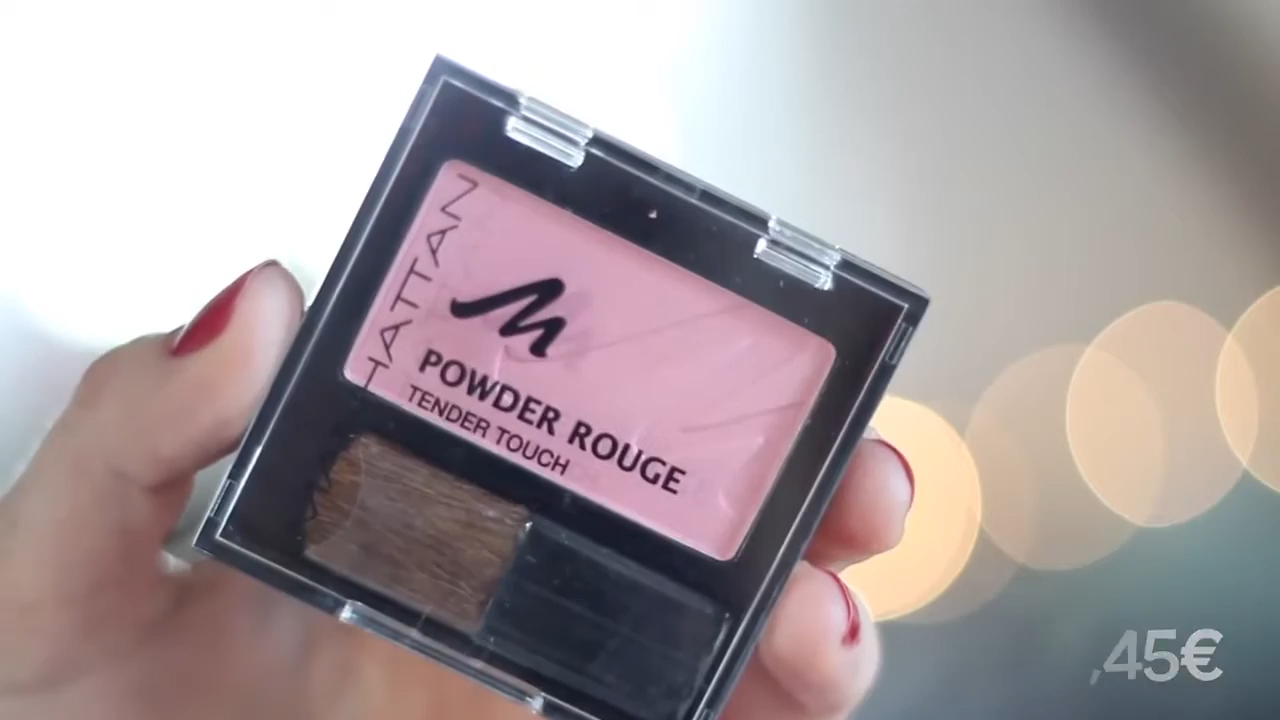 HATTAN
M
POWDER ROUGE
TENDER TOUCH
,45€